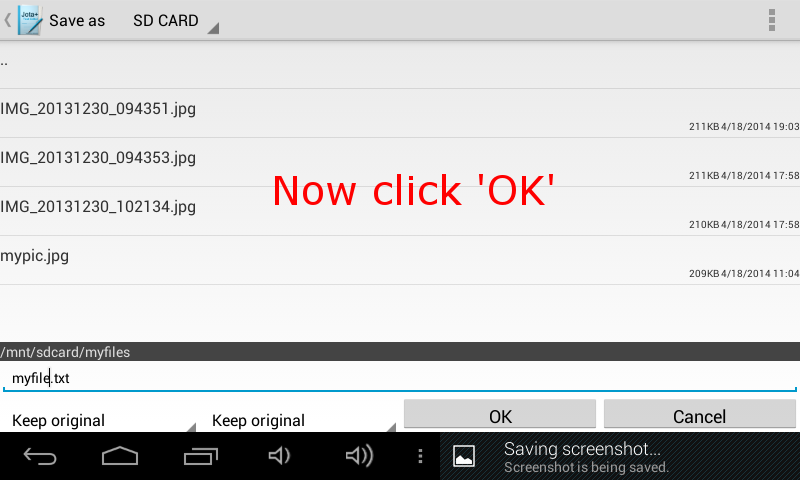 Jota+
Save as SD CARD
..
IMG_20131230_094351.jpg
211KB 4/18/2014 19:03
IMG_20131230_094353.jpg
211KB 4/18/2014 17:58
Now click 'OK'
IMG_20131230_102134.jpg
210KB 4/18/2014 17:58
mypic.jpg
209KB 4/18/2014 11:04
/mnt/sdcard/myfiles
myfile.txt
Keep original Keep original OK Cancel
Saving screenshot...
Screenshot is being saved.